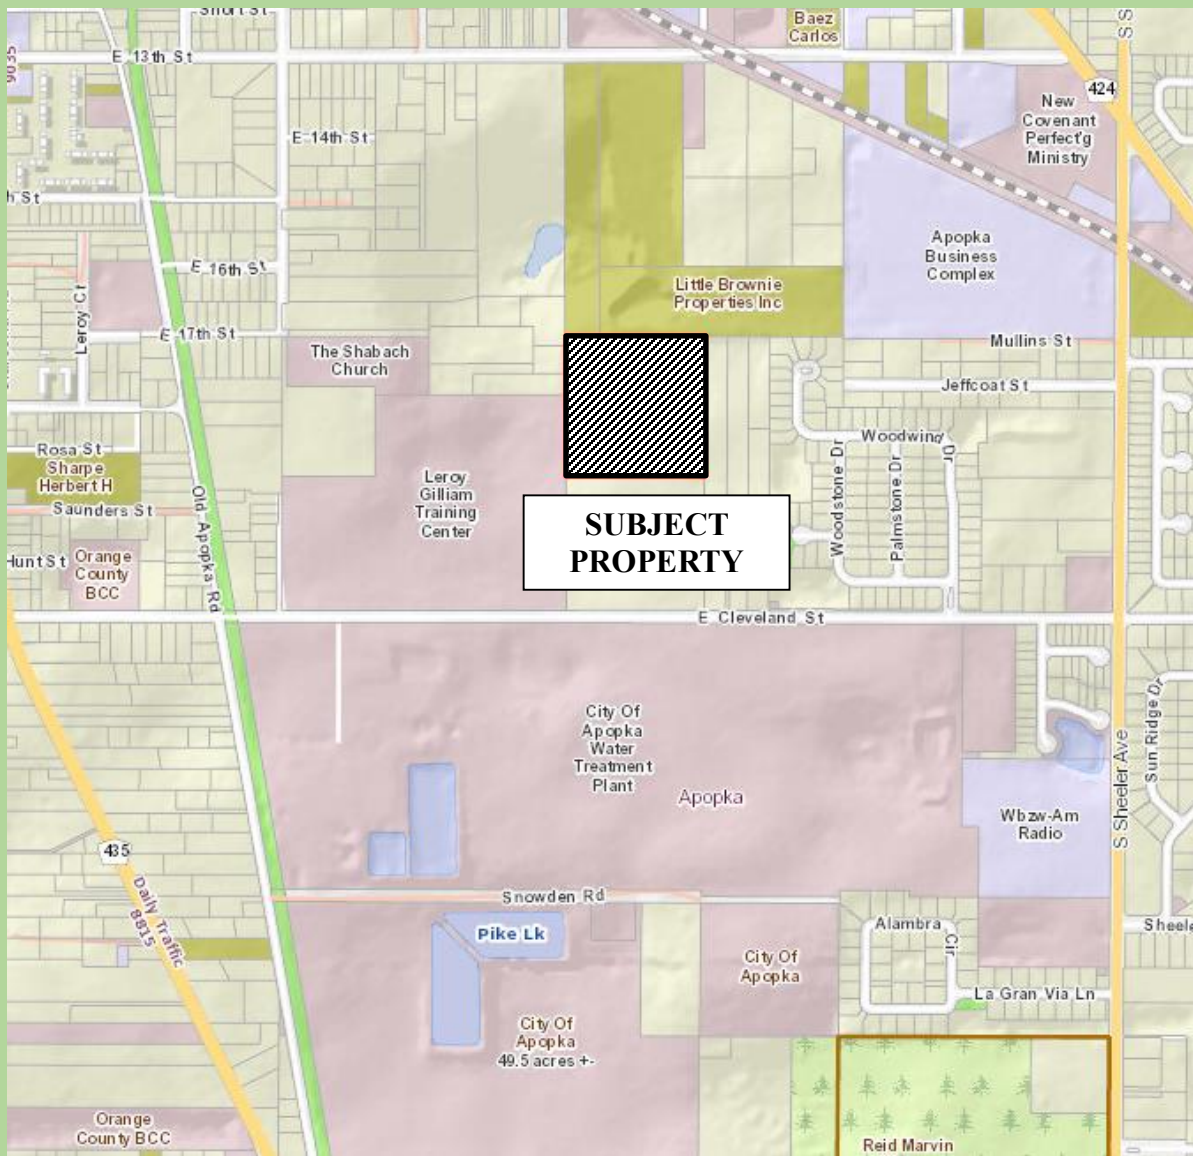 Short St
Baez
Carlos
S S
E 13th St
9035
424
New
Covenant
Perfect'g
Ministry
E 14th St
h St
Apopka
Business
Complex
E 16th St
Little Brownie
Properties Inc
Leroy Ct
E 17th St
The Shabach
Church
Mullins St
Jeffcoat St
Rosa St
Sharpe
Herbert H
Woodwind Dr
Woodstone Dr
Palmstone Dr
Leroy
Gilliam
Training
Center
Saunders St
Old Apopka Rd
SUBJECT
PROPERTY
Hunt St
Orange
County
BCC
E Cleveland St
City Of
Apopka
Water
Treatment
Plant
Apopka
Sun Ridge Dr
S Sheeler Ave
Wbzw-Am
Radio
435
Daily Traffic
8815
Snowden Rd
Pike Lk
Alambra Cir
Sheele
City Of
Apopka
La Gran Via Ln
City Of
Apopka
49.5 acres +-
Orange
County BCC
Reid Marvin